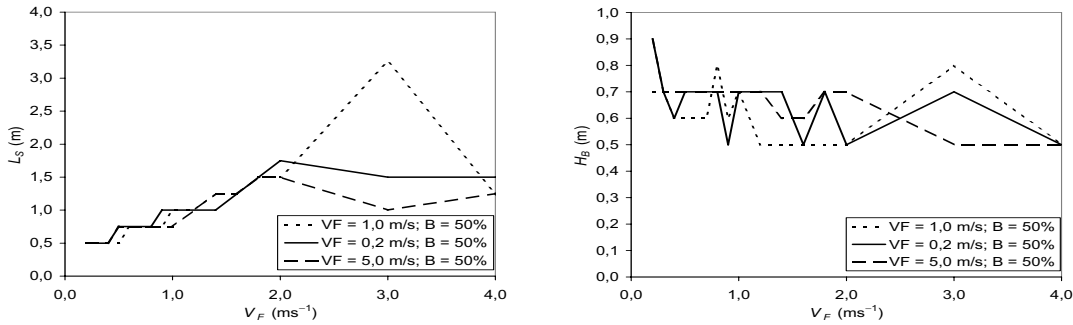 4,0
3,5
3,0
2,5
2,0
1,5
1,0
0,5
0,0
L_S (m)
VF = 1,0 m/s; B = 50%
VF = 0,2 m/s; B = 50%
VF = 5,0 m/s; B = 50%
0,0 1,0 2,0 3,0 4,0
V_F (ms⁻¹)
1,0
0,9
0,8
0,7
0,6
0,5
0,4
0,3
0,2
0,1
0,0
H_B (m)
VF = 1,0 m/s; B = 50%
VF = 0,2 m/s; B = 50%
VF = 5,0 m/s; B = 50%
0,0 1,0 2,0 3,0 4,0
V_F (ms⁻¹)